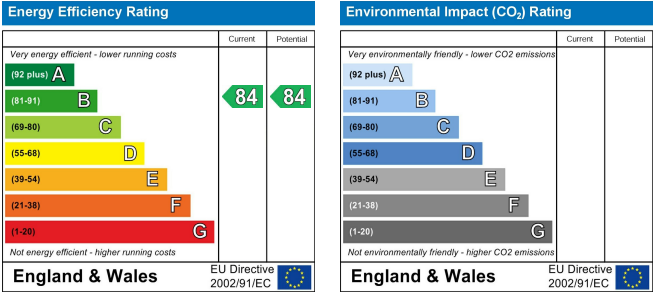 Energy Efficiency Rating
Current Potential
Very energy efficient - lower running costs
(92 plus) A
(81-91) B 84 84
(69-80) C
(55-68) D
(39-54) E
(21-38) F
(1-20) G
Not energy efficient - higher running costs
England & Wales
EU Directive
2002/91/EC
Environmental Impact (CO₂) Rating
Current Potential
Very environmentally friendly - lower CO2 emissions
(92 plus) A
(81-91) B
(69-80) C
(55-68) D
(39-54) E
(21-38) F
(1-20) G
Not environmentally friendly - higher CO2 emissions
England & Wales
EU Directive
2002/91/EC